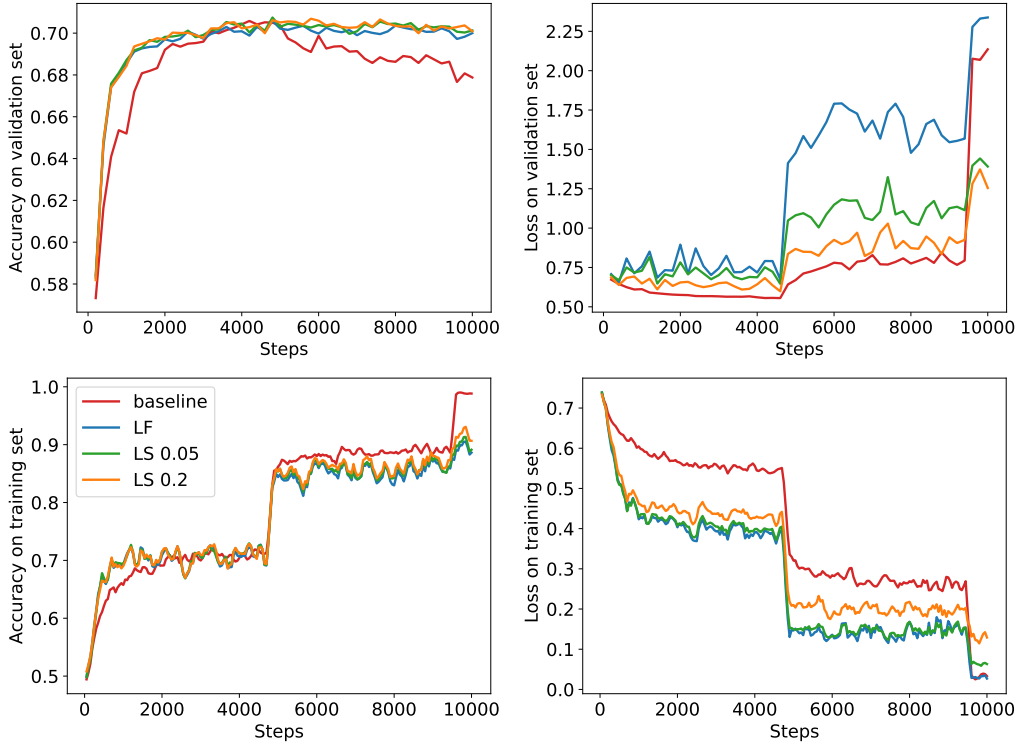 Accuracy on validation set
0.70
0.68
0.66
0.64
0.62
0.60
0.58
0 2000 4000 6000 8000 10000
Steps
Loss on validation set
2.25
2.00
1.75
1.50
1.25
1.00
0.75
0.50
0 2000 4000 6000 8000 10000
Steps
Accuracy on training set
1.0
0.9
0.8
0.7
0.6
0.5
baseline
LF
LS 0.05
LS 0.2
0 2000 4000 6000 8000 10000
Steps
Loss on training set
0.7
0.6
0.5
0.4
0.3
0.2
0.1
0.0
0 2000 4000 6000 8000 10000
Steps